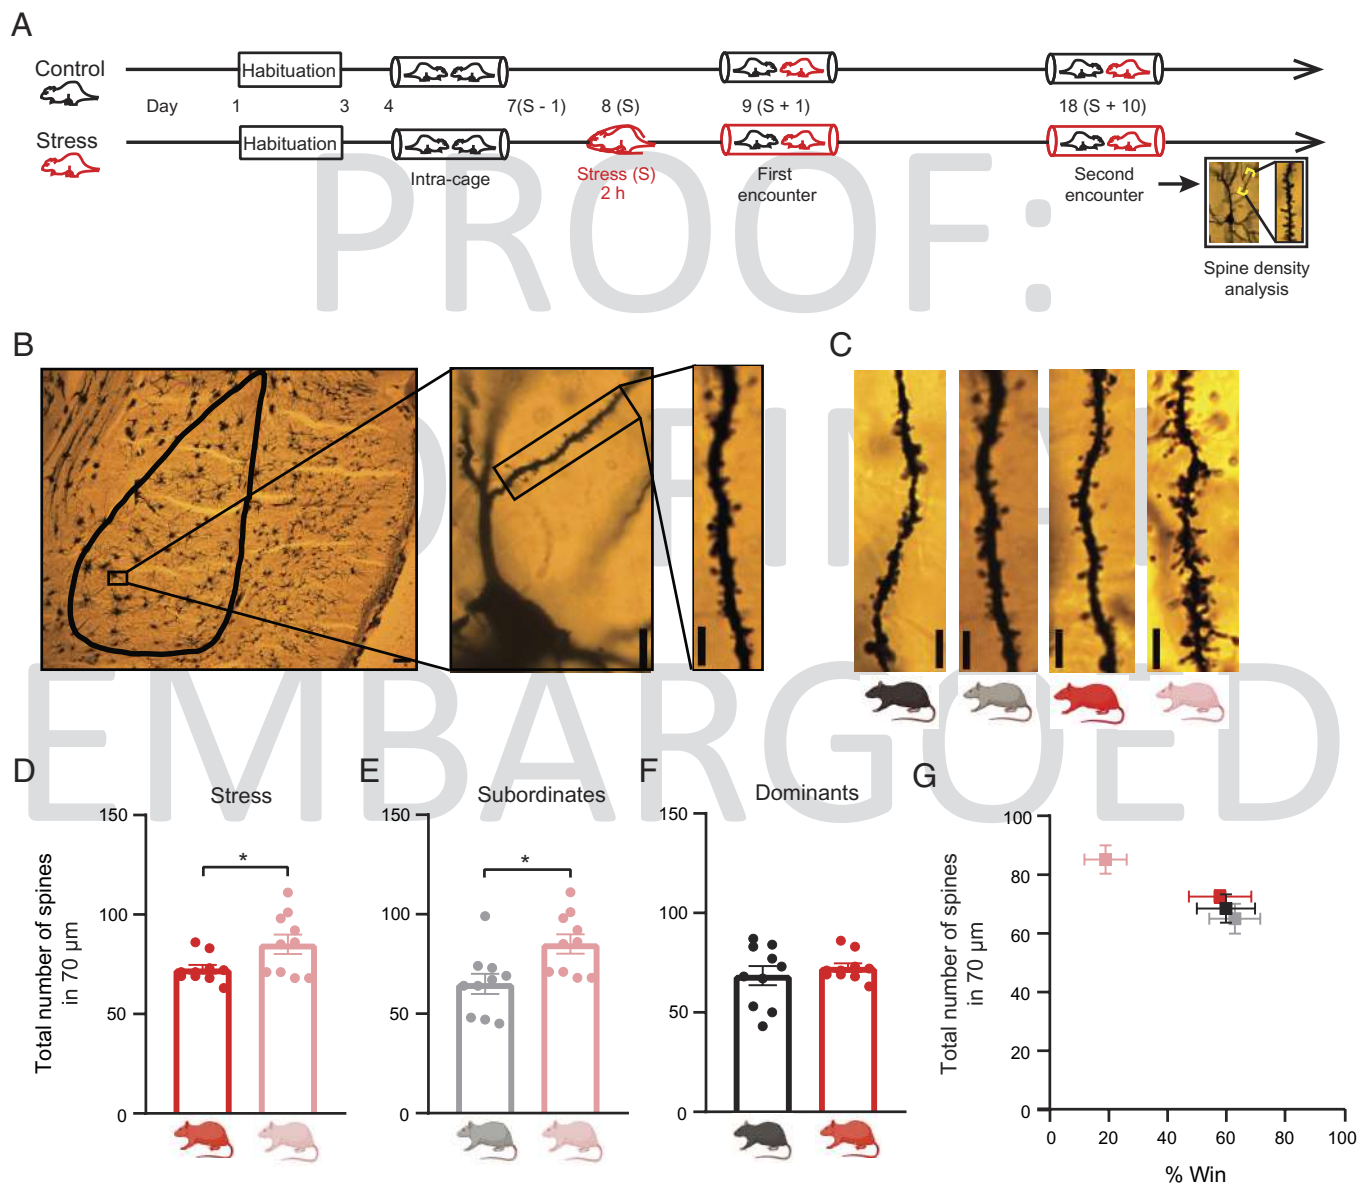 A
Control
Habituation
Day
1
3
4
7(S - 1)
8 (S)
9 (S + 1)
18 (S + 10)
Stress
Habituation
Intra-cage
Stress (S)
2 h
First
encounter
Second
encounter
Spine density
analysis
PROOF:
EMBARGOED
B
C
D
Stress
Total number of spines
in 70 µm
150
100
50
0
*
E
Subordinates
150
100
50
0
*
F
Dominants
150
100
50
0
G
Total number of spines
in 70 µm
100
80
60
40
20
0
0
20
40
60
80
100
% Win